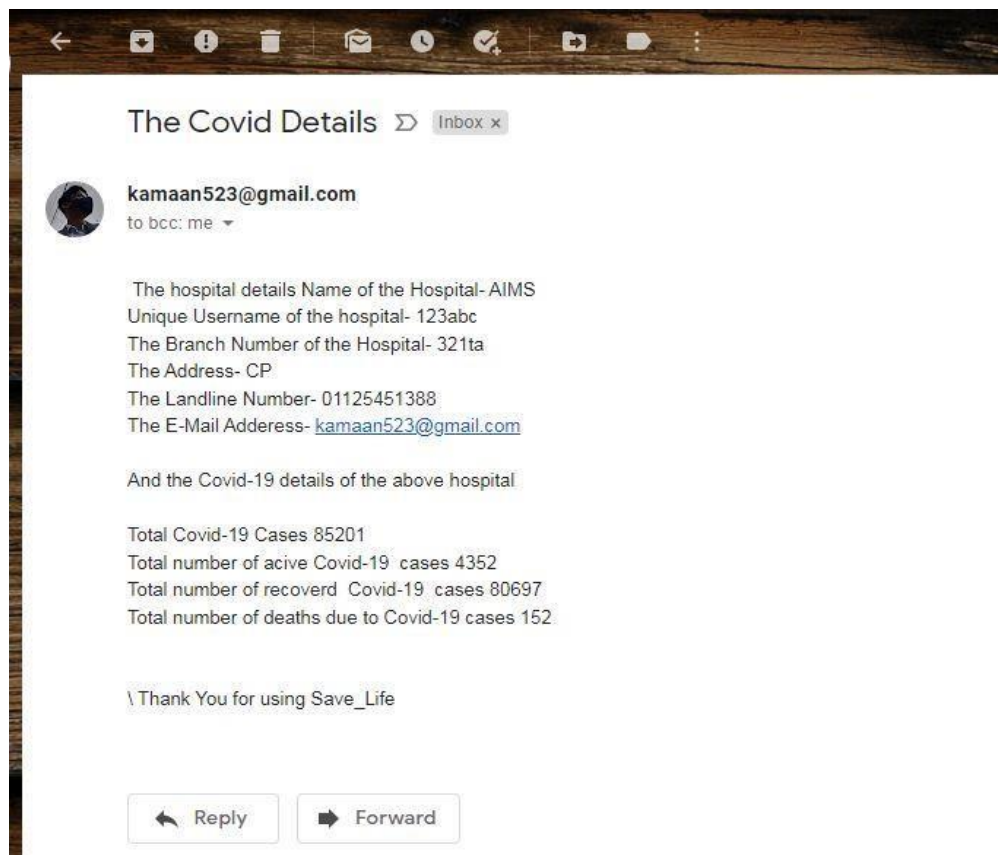 The Covid Details Inbox x
kamaan523@gmail.com
to bcc: me
The hospital details Name of the Hospital- AIMS
Unique Username of the hospital- 123abc
The Branch Number of the Hospital- 321ta
The Address- CP
The Landline Number- 01125451388
The E-Mail Adderess- kamaan523@gmail.com
And the Covid-19 details of the above hospital
Total Covid-19 Cases 85201
Total number of acive Covid-19 cases 4352
Total number of recoverd Covid-19 cases 80697
Total number of deaths due to Covid-19 cases 152
\ Thank You for using Save_Life
Reply Forward